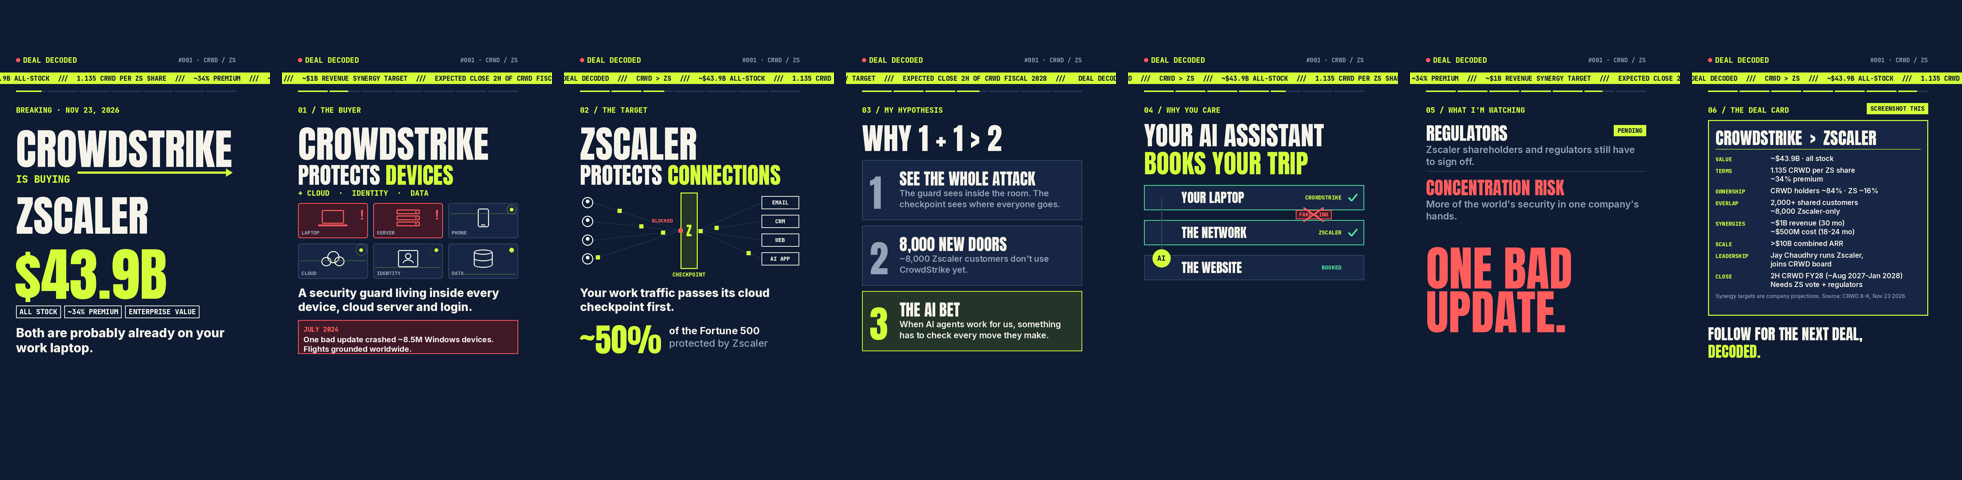 DEAL DECODED
#001 · CRWD / ZS
.9B ALL-STOCK /// 1.135 CRWD PER ZS SHARE /// ~34% PREMIUM ///
BREAKING · NOV 23, 2026
CROWDSTRIKE
IS BUYING
ZSCALER
$43.9B
ALL STOCK
~34% PREMIUM
ENTERPRISE VALUE
Both are probably already on your
work laptop.
DEAL DECODED
#001 · CRWD / ZS
/// ~$1B REVENUE SYNERGY TARGET /// EXPECTED CLOSE 2H OF CRWD FISC
01 / THE BUYER
CROWDSTRIKE
PROTECTS DEVICES
+ CLOUD · IDENTITY · DATA
!
LAPTOP
!
SERVER
PHONE
CLOUD
IDENTITY
DATA
A security guard living inside every
device, cloud server and login.
JULY 2024
One bad update crashed ~8.5M Windows devices.
Flights grounded worldwide.
DEAL DECODED
#001 · CRWD / ZS
DEAL DECODED /// CRWD > ZS /// ~$43.9B ALL-STOCK /// 1.135 CRWD
02 / THE TARGET
ZSCALER
PROTECTS CONNECTIONS
BLOCKED
Z
EMAIL
CRM
WEB
AI APP
CHECKPOINT
Your work traffic passes its cloud
checkpoint first.
~50%
of the Fortune 500
protected by Zscaler
DEAL DECODED
#001 · CRWD / ZS
TARGET /// EXPECTED CLOSE 2H OF CRWD FISCAL 2028 /// DEAL DECOD
03 / MY HYPOTHESIS
WHY 1 + 1 > 2
1
SEE THE WHOLE ATTACK
The guard sees inside the room. The
checkpoint sees where everyone goes.
2
8,000 NEW DOORS
~8,000 Zscaler customers don't use
CrowdStrike yet.
3
THE AI BET
When AI agents work for us, something
has to check every move they make.
DEAL DECODED
#001 · CRWD / ZS
D /// CRWD > ZS /// ~$43.9B ALL-STOCK /// 1.135 CRWD PER ZS SHA
04 / WHY YOU CARE
YOUR AI ASSISTANT
BOOKS YOUR TRIP
YOUR LAPTOP
CROWDSTRIKE
THE NETWORK
ZSCALER
AI
THE WEBSITE
BOOKED
DEAL DECODED
#001 · CRWD / ZS
~34% PREMIUM /// ~$1B REVENUE SYNERGY TARGET /// EXPECTED CLOSE 2
05 / WHAT I'M WATCHING
REGULATORS
PENDING
Zscaler shareholders and regulators still have
to sign off.
CONCENTRATION RISK
More of the world's security in one company's
hands.
ONE BAD
UPDATE.
DEAL DECODED
#001 · CRWD / ZS
DEAL DECODED /// CRWD > ZS /// ~$43.9B ALL-STOCK /// 1.135 CRWD
06 / THE DEAL CARD
SCREENSHOT THIS
CROWDSTRIKE > ZSCALER
VALUE ~$43.9B · all stock
TERMS 1.135 CRWD per ZS share
~34% premium
OWNERSHIP CRWD holders ~84% · ZS ~16%
OVERLAP 2,000+ shared customers
~8,000 Zscaler-only
SYNERGIES ~$1B revenue (30 mo)
~$500M cost (18-24 mo)
SCALE >$10B combined ARR
LEADERSHIP Jay Chaudhry runs Zscaler,
joins CRWD board
CLOSE 2H CRWD FY28 (~Aug 2027-Jan 2028)
Needs ZS vote + regulators
Synergy targets are company projections. Source: CRWD 8-K, Nov 23 2026.
FOLLOW FOR THE NEXT DEAL,
DECODED.